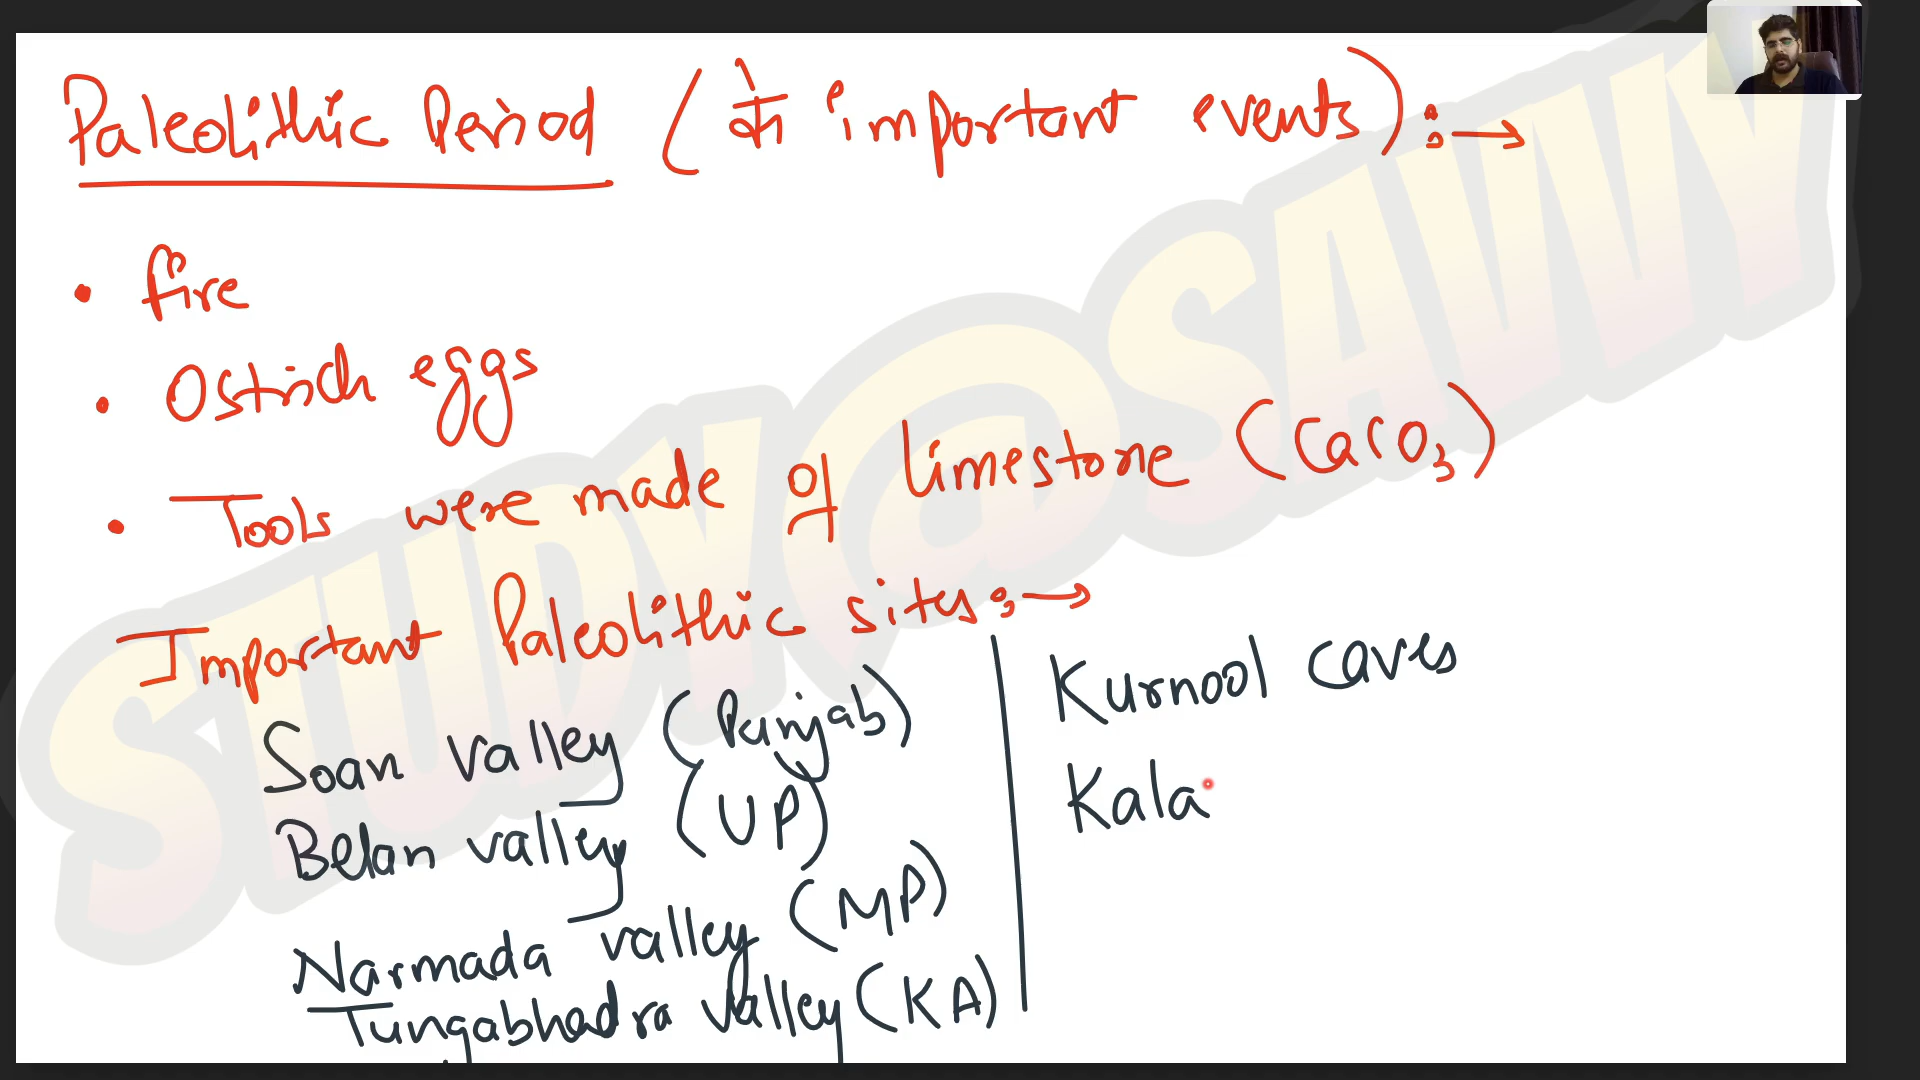 Paleolithic Period (के important events):→
• fire
• Ostrich eggs
• Tools were made of limestone (CaCO3)
Important Paleolithic sites:→
Soan valley (Punjab)
Belan valley (UP)
Narmada valley (MP)
Tungabhadra valley (KA)
Kurnool caves
Kala
STUDY@SAVVY